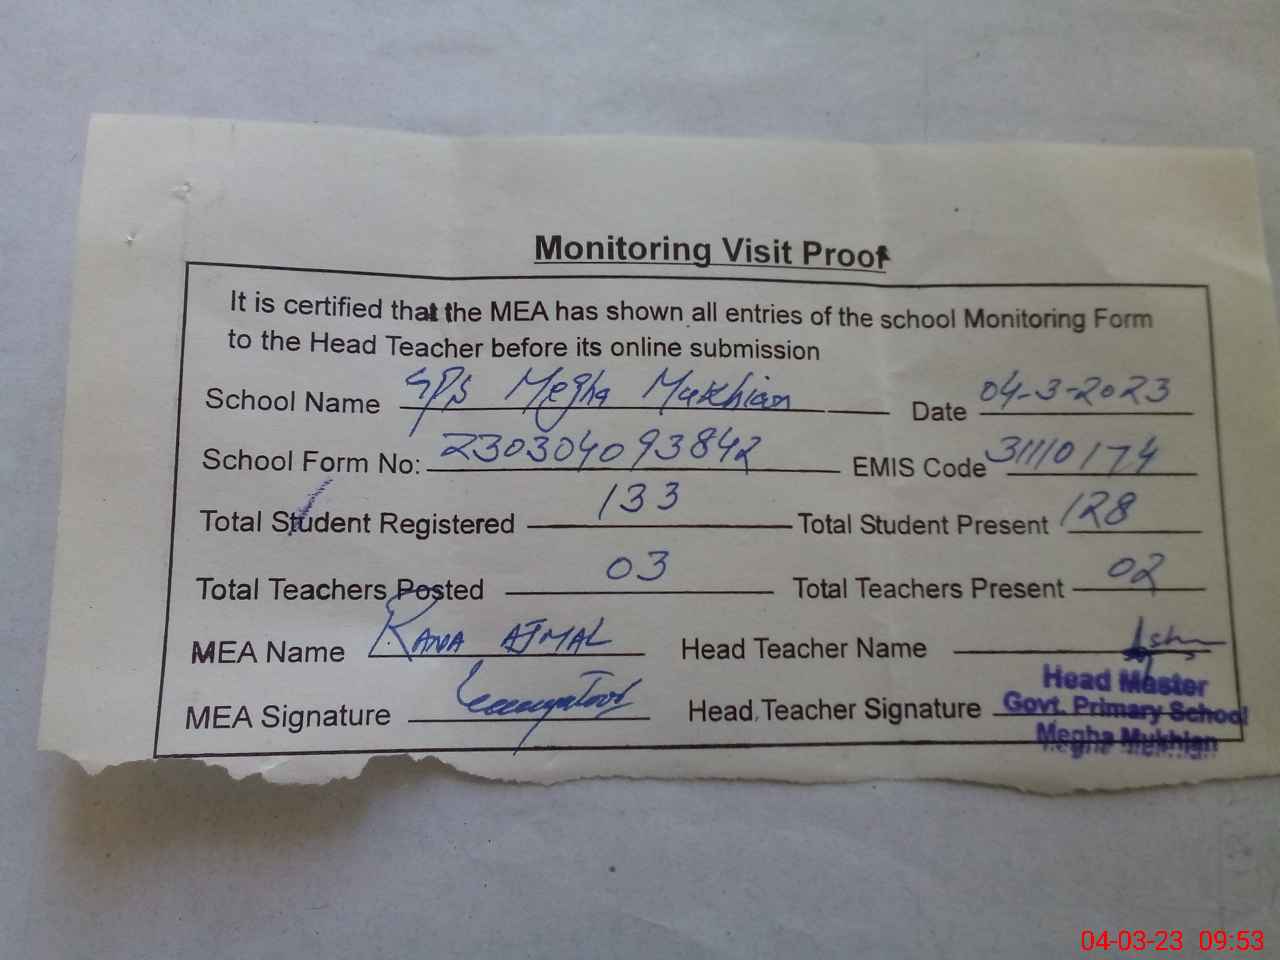 Monitoring Visit Proof
It is certified that the MEA has shown all entries of the school Monitoring Form
to the Head Teacher before its online submission
School Name GPS Megha Mukhian Date 04-3-2023
School Form No: 230304093842 EMIS Code 31110174
Total Student Registered 133 Total Student Present 128
Total Teachers Posted 03 Total Teachers Present 02
MEA Name RANA AJMAL Head Teacher Name
MEA Signature Head Teacher Signature
Head Master
Govt. Primary School
Megha Mukhian
04-03-23 09:53